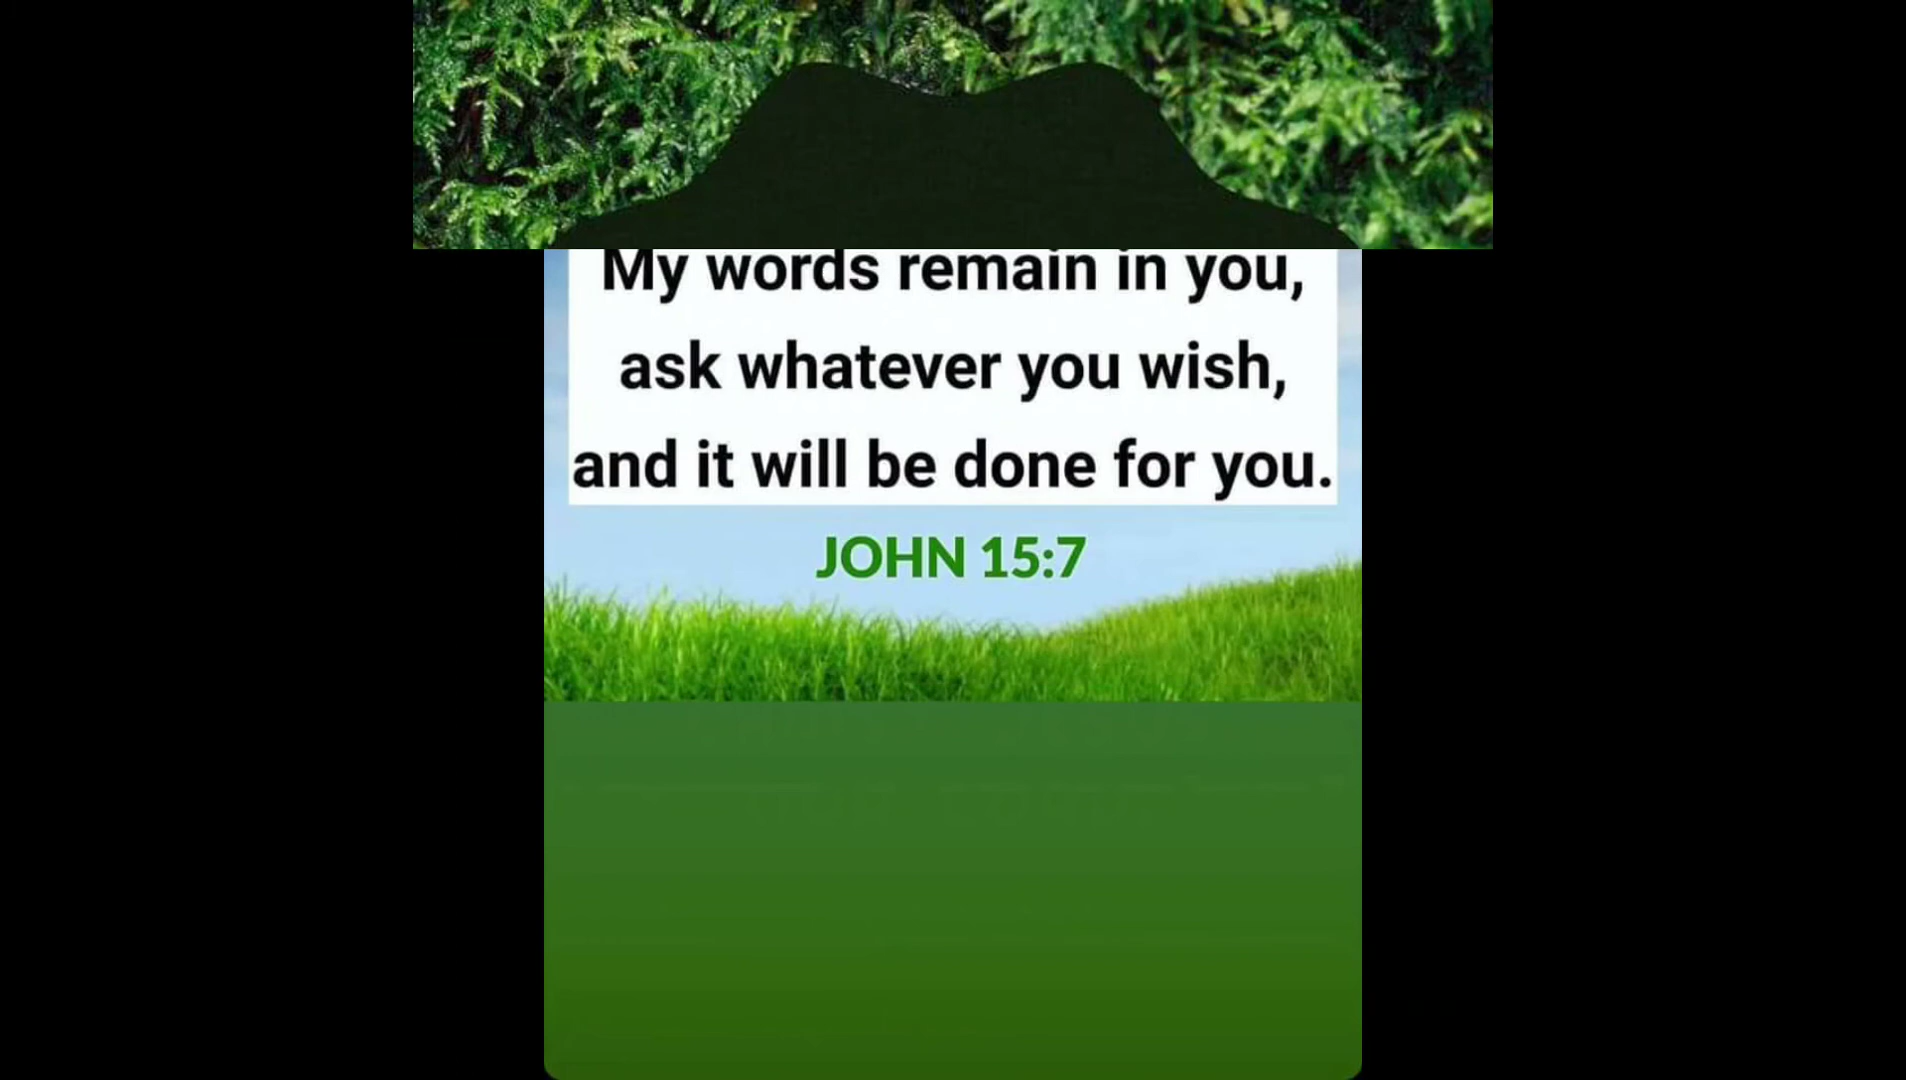 My words remain in you,
ask whatever you wish,
and it will be done for you.
JOHN 15:7